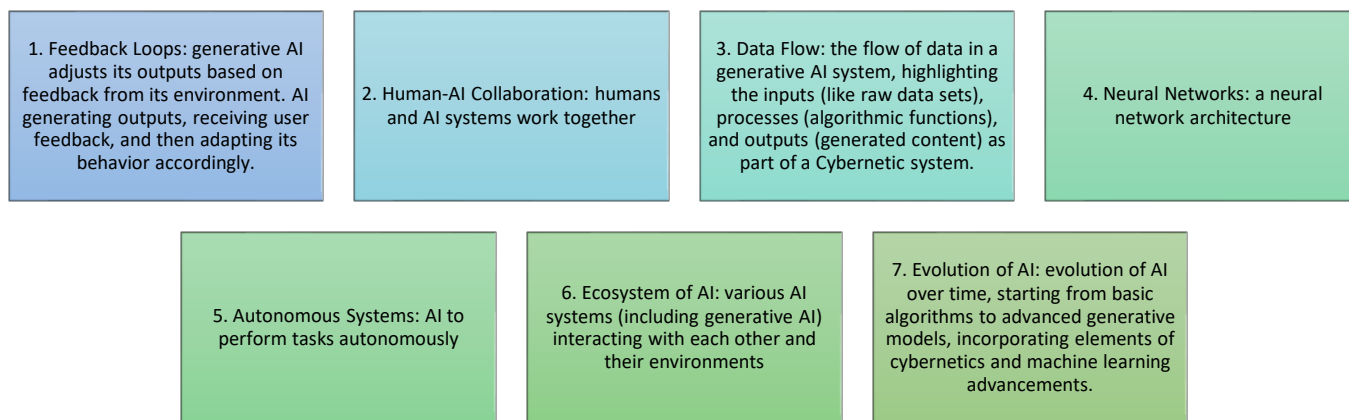 1. Feedback Loops: generative AI
adjusts its outputs based on
feedback from its environment. AI
generating outputs, receiving user
feedback, and then adapting its
behavior accordingly.
2. Human-AI Collaboration: humans
and AI systems work together
3. Data Flow: the flow of data in a
generative AI system, highlighting
the inputs (like raw data sets),
processes (algorithmic functions),
and outputs (generated content) as
part of a Cybernetic system.
4. Neural Networks: a neural
network architecture
5. Autonomous Systems: AI to
perform tasks autonomously
6. Ecosystem of AI: various AI
systems (including generative AI)
interacting with each other and
their environments
7. Evolution of AI: evolution of AI
over time, starting from basic
algorithms to advanced generative
models, incorporating elements of
cybernetics and machine learning
advancements.